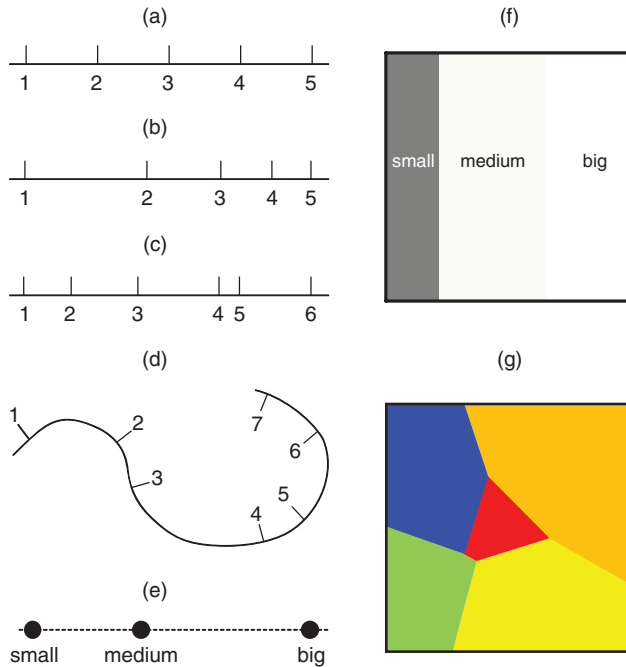 (a)
1 2 3 4 5
(b)
1 2 3 4 5
(c)
1 2 3 4 5 6
(d)
1
2
3
4
5
6
7
(e)
small medium big
(f)
small medium big
(g)